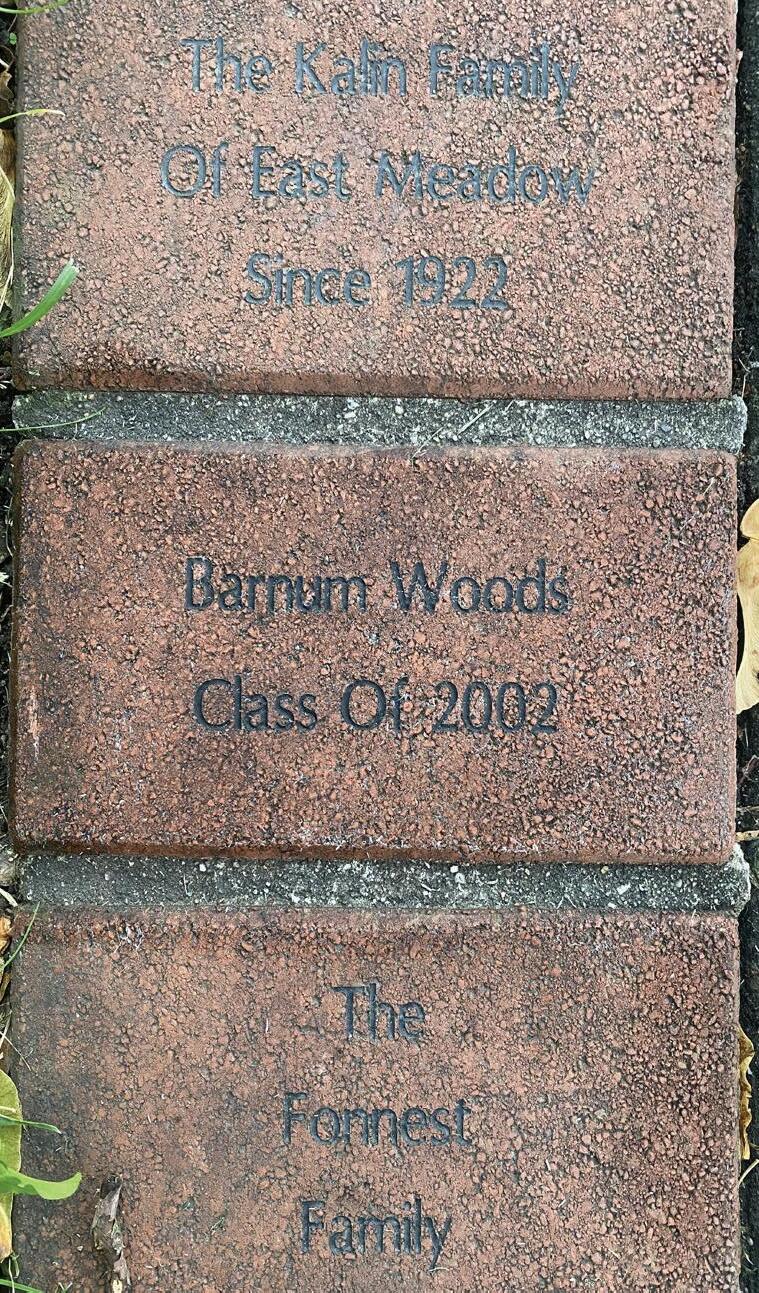 The Kalin Family
Of East Meadow
Since 1922
Barnum Woods
Class Of 2002
The
Fonnest
Family